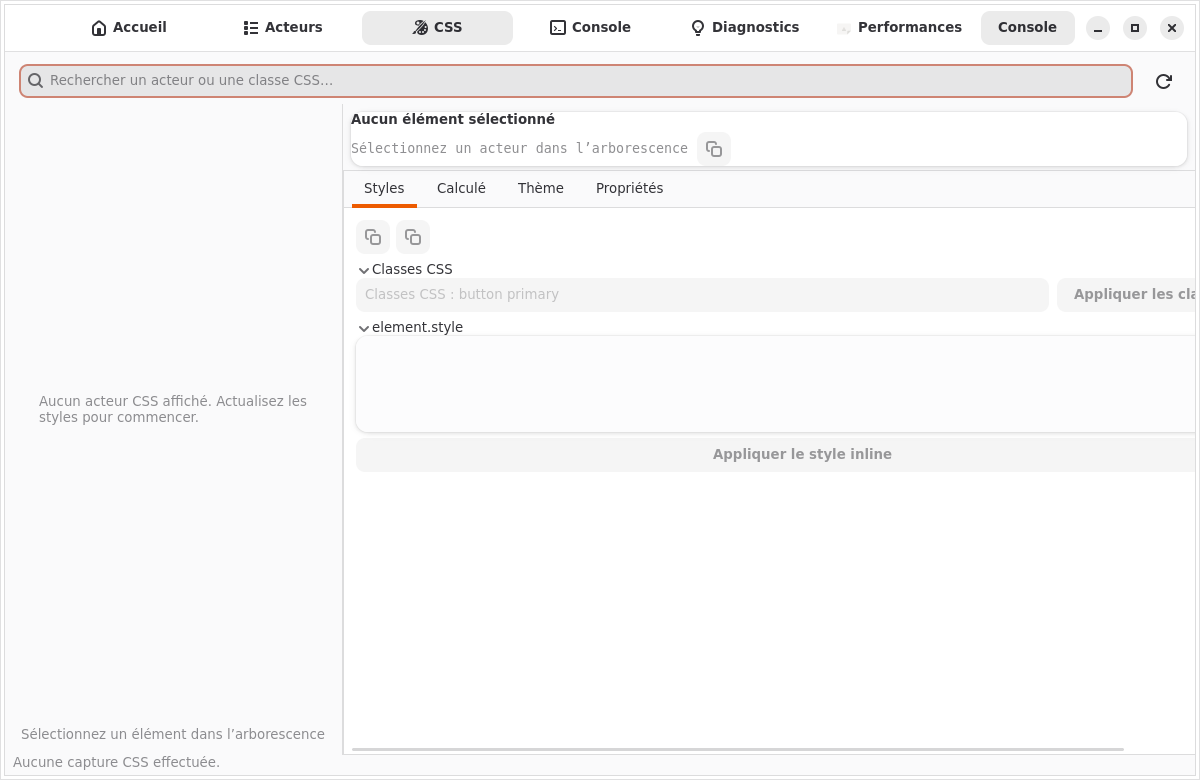 Accueil Acteurs CSS Console Diagnostics Performances Console
Rechercher un acteur ou une classe CSS...
Aucun élément sélectionné
Sélectionnez un acteur dans l’arborescence
Styles Calculé Thème Propriétés
Classes CSS
Classes CSS : button primary Appliquer les cla
element.style
Aucun acteur CSS affiché. Actualisez les
styles pour commencer.
Appliquer le style inline
Sélectionnez un élément dans l’arborescence
Aucune capture CSS effectuée.